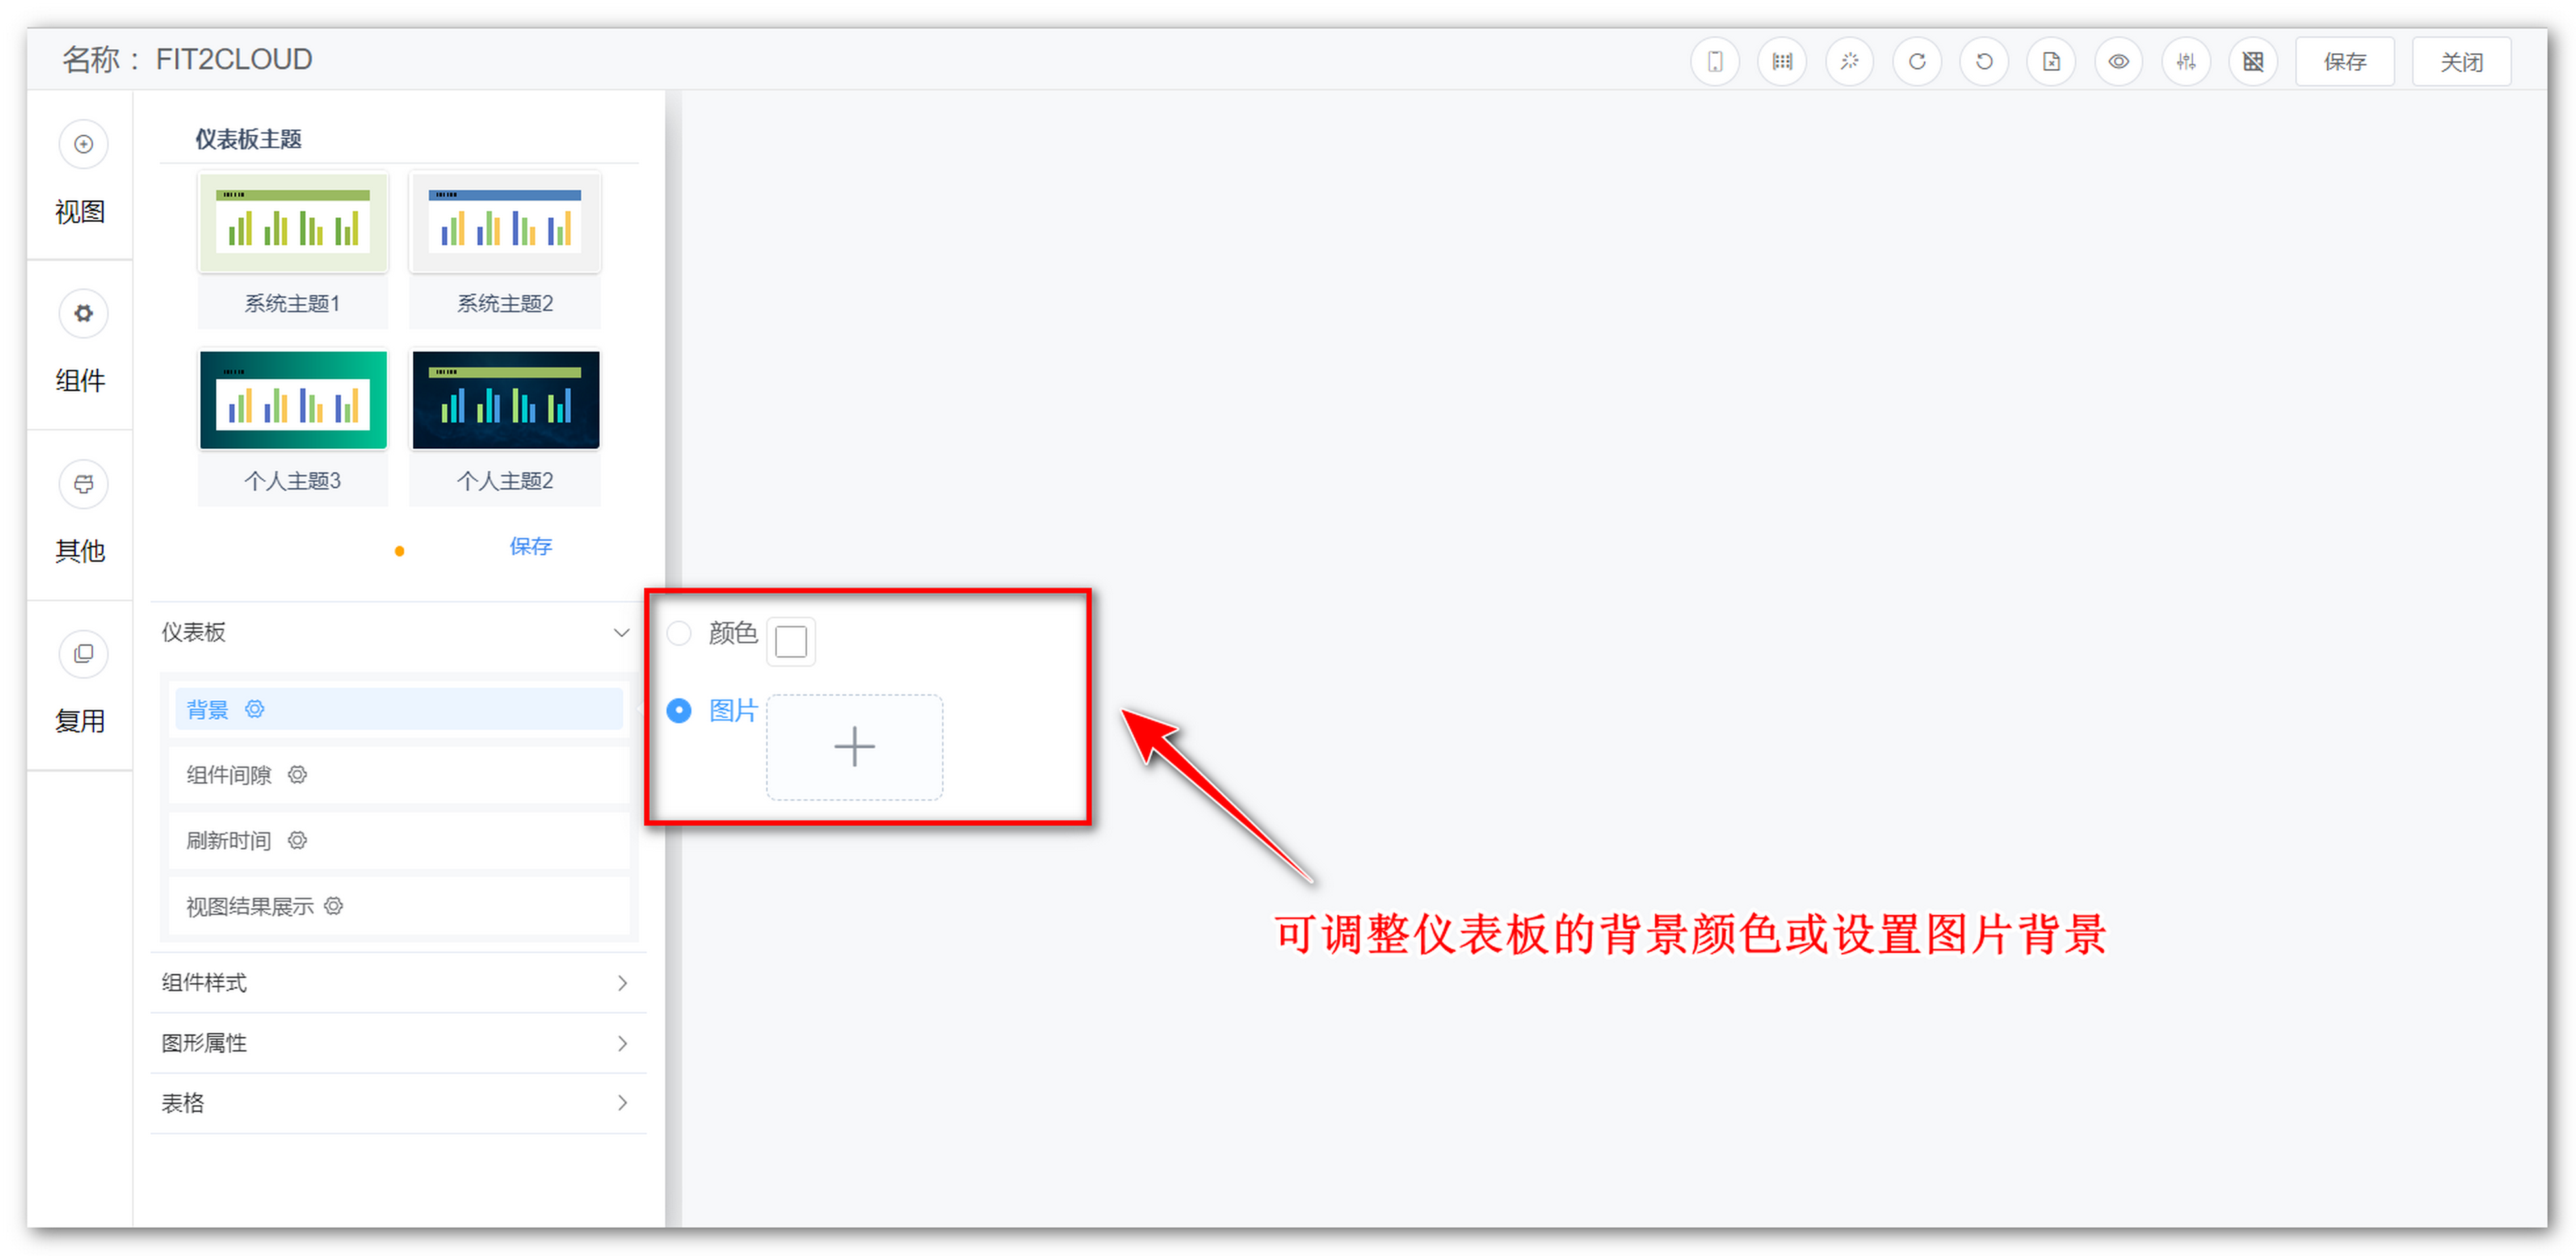 名称： FIT2CLOUD
保存
关闭
视图
组件
其他
复用
仪表板主题
系统主题1
系统主题2
个人主题3
个人主题2
保存
仪表板
背景
组件间隙
刷新时间
视图结果展示
组件样式
图形属性
表格
颜色
图片
可调整仪表板的背景颜色或设置图片背景